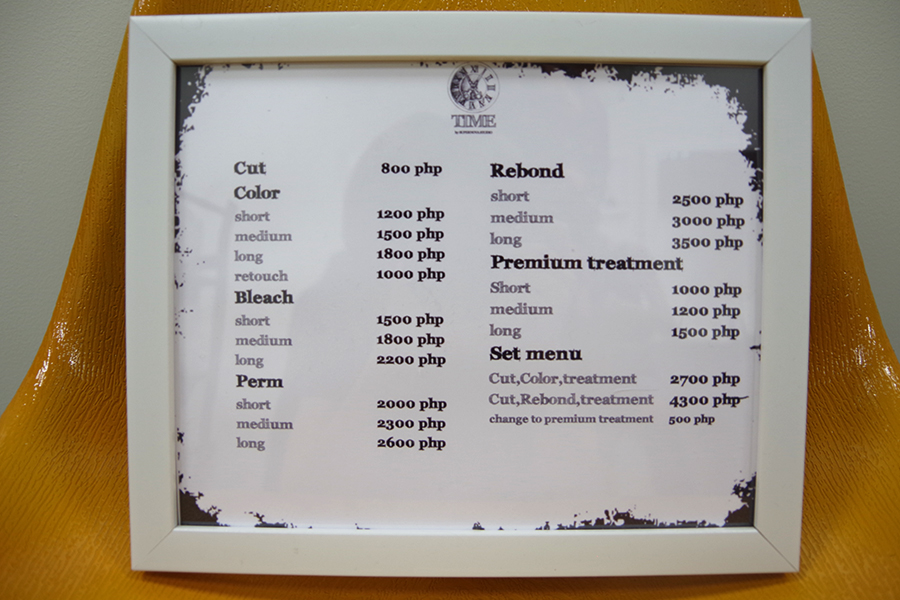 TIME
Cut 800 php
Color
short 1200 php
medium 1500 php
long 1800 php
retouch 1000 php
Bleach
short 1500 php
medium 1800 php
long 2200 php
Perm
short 2000 php
medium 2300 php
long 2600 php
Rebond
short 2500 php
medium 3000 php
long 3500 php
Premium treatment
Short 1000 php
medium 1200 php
long 1500 php
Set menu
Cut,Color,treatment 2700 php
Cut,Rebond,treatment 4300 php
change to premium treatment 500 php